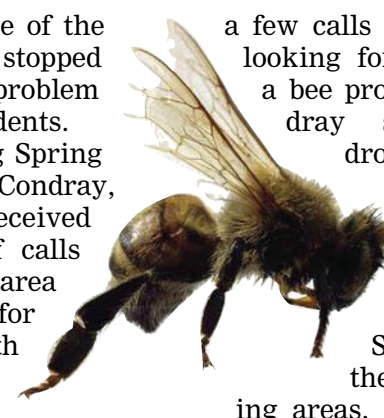 e of the
stopped
problem
dents.
g Spring
Condray,
eceived
f calls
area
for
th
a few calls
looking for
a bee pro
dray s
dro
S
the
ing areas.